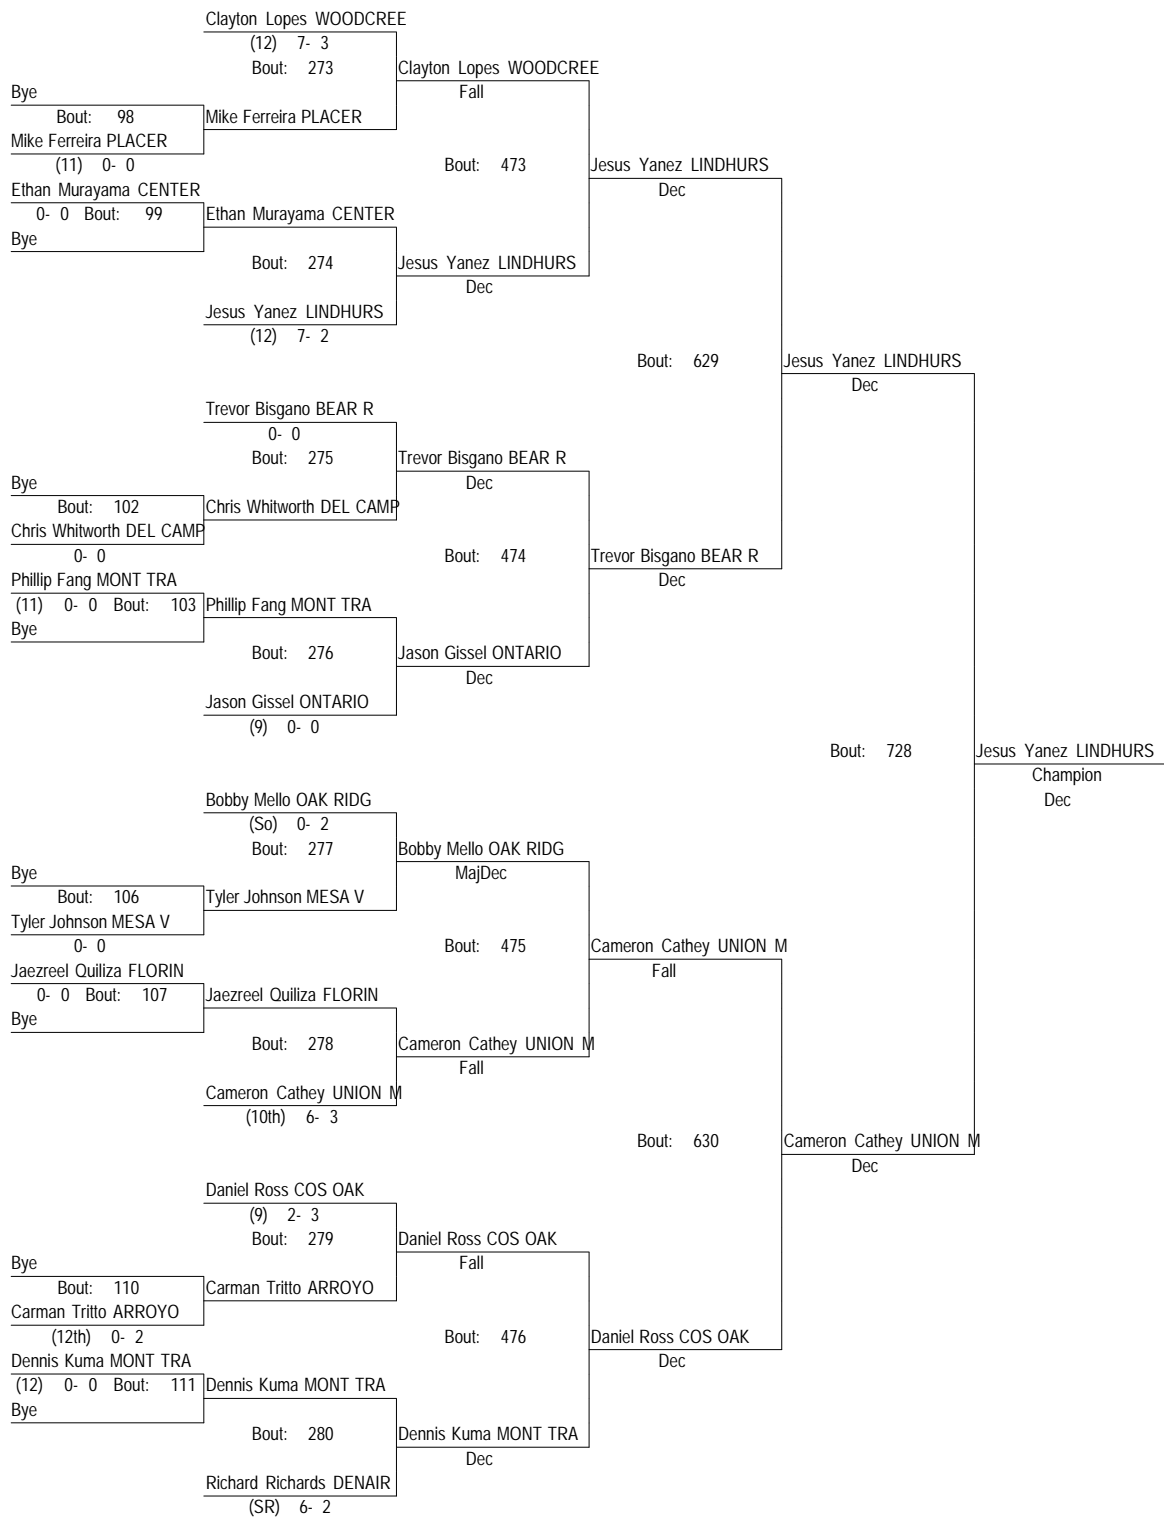 Clayton Lopes WOODCREE
(12) 7- 3
Bout: 273
Clayton Lopes WOODCREE
Fall
Bye
Bout: 98
Mike Ferreira PLACER
Mike Ferreira PLACER
(11) 0- 0
Bout: 473
Jesus Yanez LINDHURS
Dec
Ethan Murayama CENTER
0- 0 Bout: 99
Ethan Murayama CENTER
Bye
Bout: 274
Jesus Yanez LINDHURS
Dec
Jesus Yanez LINDHURS
(12) 7- 2
Bout: 629
Jesus Yanez LINDHURS
Dec
Trevor Bisgano BEAR R
0- 0
Bout: 275
Trevor Bisgano BEAR R
Dec
Bye
Bout: 102
Chris Whitworth DEL CAMP
Chris Whitworth DEL CAMP
0- 0
Bout: 474
Trevor Bisgano BEAR R
Dec
Phillip Fang MONT TRA
(11) 0- 0 Bout: 103
Phillip Fang MONT TRA
Bye
Bout: 276
Jason Gissel ONTARIO
Dec
Jason Gissel ONTARIO
(9) 0- 0
Bout: 728
Jesus Yanez LINDHURS
Champion
Dec
Bobby Mello OAK RIDG
(So) 0- 2
Bout: 277
Bobby Mello OAK RIDG
MajDec
Bye
Bout: 106
Tyler Johnson MESA V
Tyler Johnson MESA V
0- 0
Bout: 475
Cameron Cathey UNION M
Fall
Jaezreel Quiliza FLORIN
0- 0 Bout: 107
Jaezreel Quiliza FLORIN
Bye
Bout: 278
Cameron Cathey UNION M
Fall
Cameron Cathey UNION M
(10th) 6- 3
Bout: 630
Cameron Cathey UNION M
Dec
Daniel Ross COS OAK
(9) 2- 3
Bout: 279
Daniel Ross COS OAK
Fall
Bye
Bout: 110
Carman Tritto ARROYO
Carman Tritto ARROYO
(12th) 0- 2
Bout: 476
Daniel Ross COS OAK
Dec
Dennis Kuma MONT TRA
(12) 0- 0 Bout: 111
Dennis Kuma MONT TRA
Bye
Bout: 280
Dennis Kuma MONT TRA
Dec
Richard Richards DENAIR
(SR) 6- 2